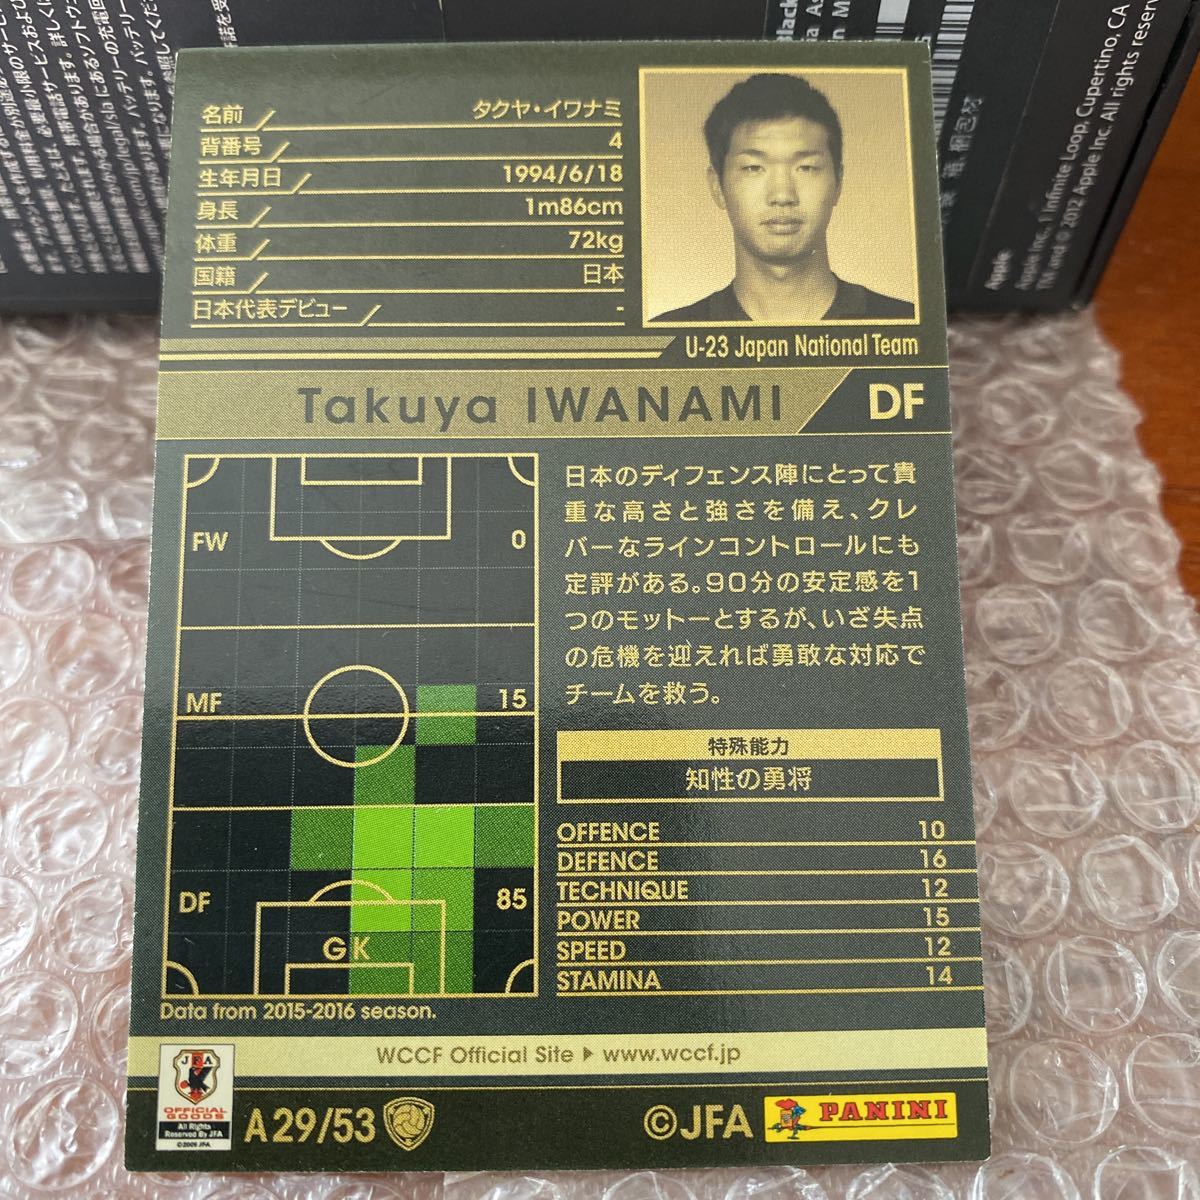 名前 タクヤ・イワナミ
背番号 4
生年月日 1994/6/18
身長 1m86cm
体重 72kg
国籍 日本
日本代表デビュー -
U-23 Japan National Team
Takuya IWANAMI DF
FW 0
MF 15
DF 85
GK
Data from 2015-2016 season.
日本のディフェンス陣にとって貴
重な高さと強さを備え、クレ
バーなラインコントロールにも
定評がある。90分の安定感を1
つのモットーとするが、いざ失点
の危機を迎えれば勇敢な対応で
チームを救う。
特殊能力
知性の勇将
OFFENCE 10
DEFENCE 16
TECHNIQUE 12
POWER 15
SPEED 12
STAMINA 14
WCCF Official Site ▶ www.wccf.jp
JFA
OFFICIAL
GOODS
All Rights
Reserved By JFA
©2009 JFA
A29/53
©JFA
PANINI
Apple
Apple Inc., 1 Infinite Loop, Cupertino, CA
TM and © 2012 Apple Inc. All rights reserv